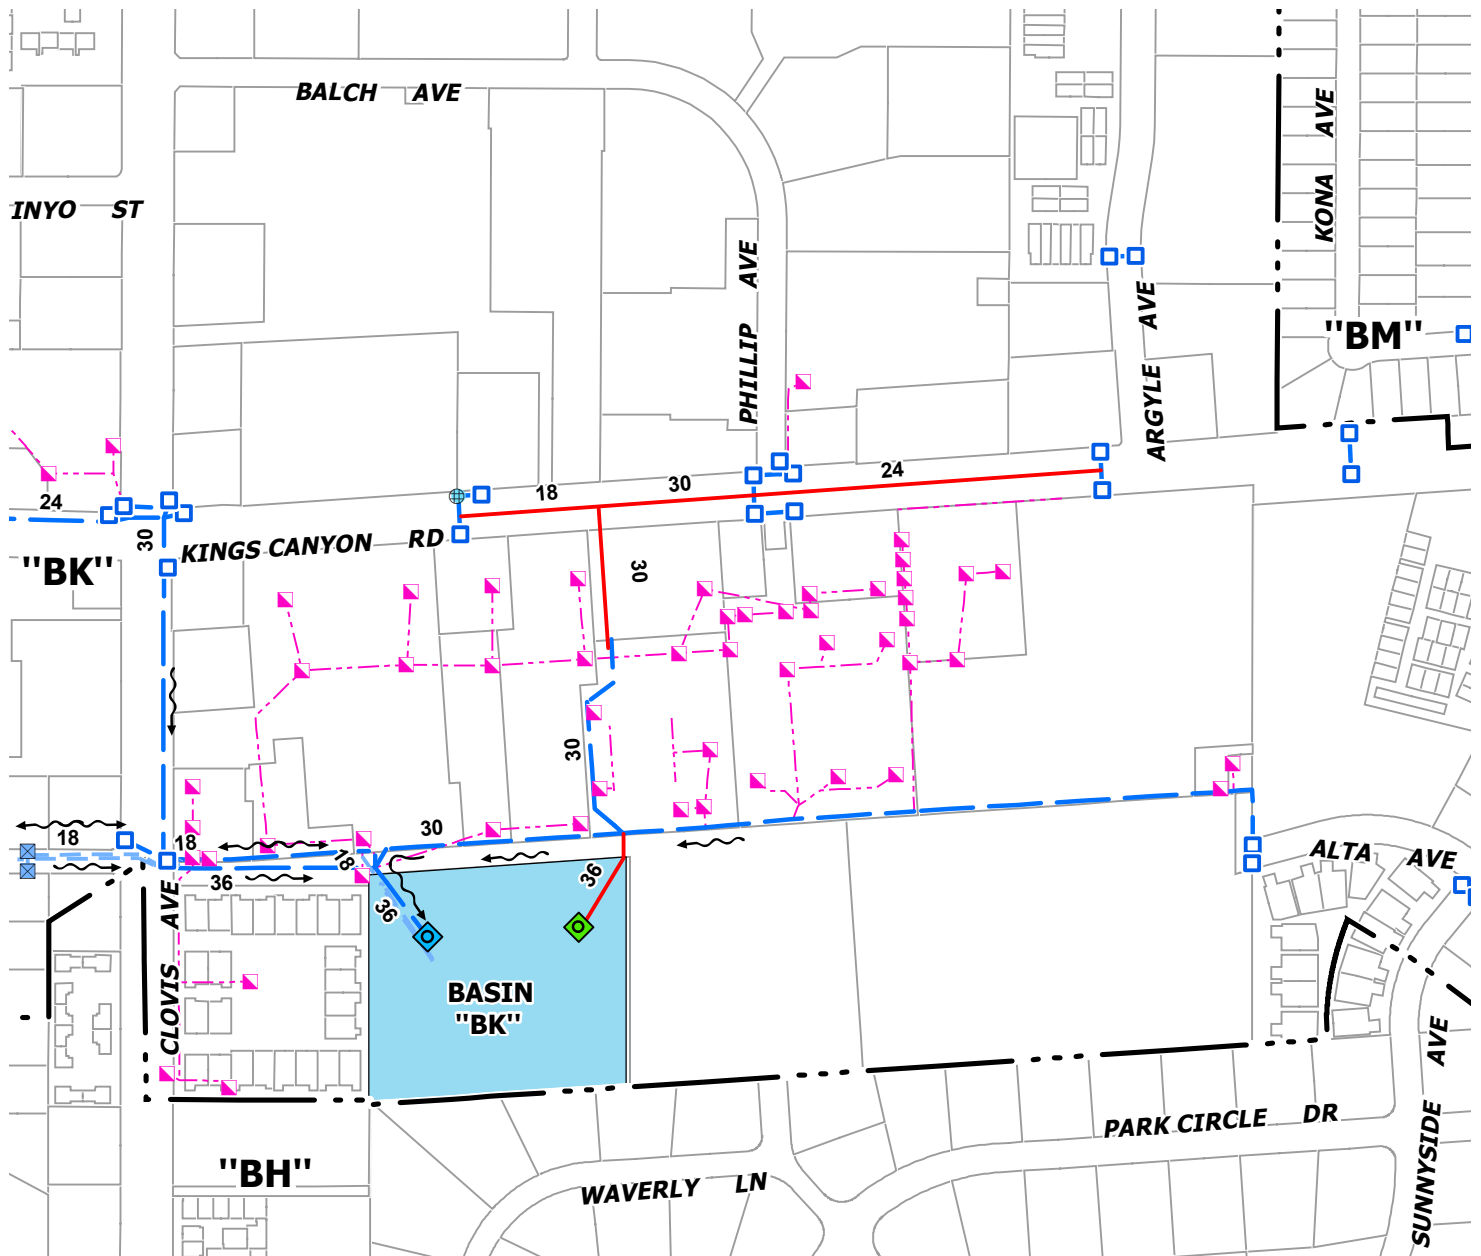 BALCH AVE
INYO ST
KONA AVE
PHILLIP AVE
ARGYLE AVE
"BM"
24
18
30
24
30
KINGS CANYON RD
"BK"
30
30
18
18
30
18
36
36
36
ALTA AVE
CLOVIS AVE
BASIN
"BK"
SUNNYSIDE AVE
PARK CIRCLE DR
"BH"
WAVERLY LN